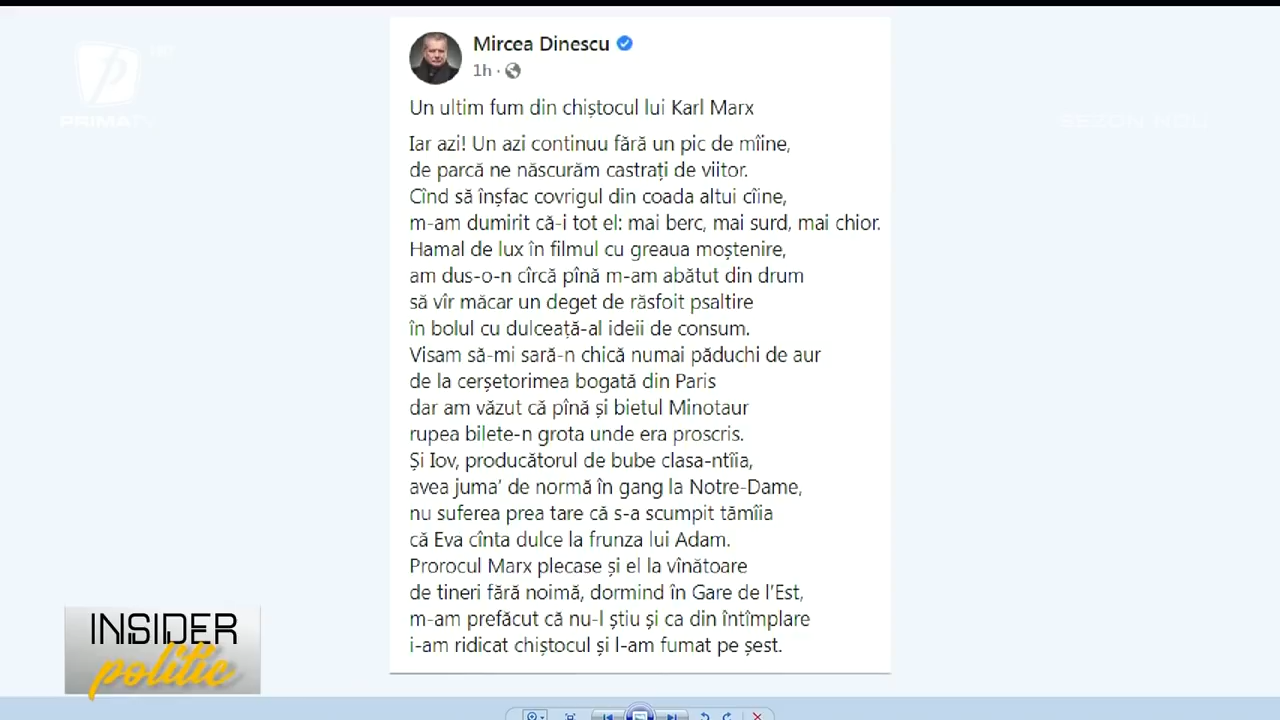 Mircea Dinescu
1h
Un ultim fum din chiștocul lui Karl Marx
Iar azi! Un azi continuu fără un pic de mîine,
de parcă ne născurăm castrați de viitor.
Cînd să înșfac covrigul din coada altui cîine,
m-am dumirit că-i tot el: mai berc, mai surd, mai chior.
Hamal de lux în filmul cu greaua moștenire,
am dus-o-n cîrcă pînă m-am abătut din drum
să vîr măcar un deget de răsfoit psaltire
în bolul cu dulceață-al ideii de consum.
Visam să-mi sară-n chică numai păduchi de aur
de la cerșetorimea bogată din Paris
dar am văzut că pînă și bietul Minotaur
rupea bilete-n grota unde era proscris.
Și Iov, producătorul de bube clasa-ntîia,
avea juma' de normă în gang la Notre-Dame,
nu suferea prea tare că s-a scumpit tămîia
că Eva cînta dulce la frunza lui Adam.
Prorocul Marx plecase și el la vînătoare
de tineri fără noimă, dormind în Gare de l'Est,
m-am prefăcut că nu-l știu și ca din întîmplare
i-am ridicat chiștocul și l-am fumat pe șest.
PRIMA TV
SEZON NOU
INSIDER
politic